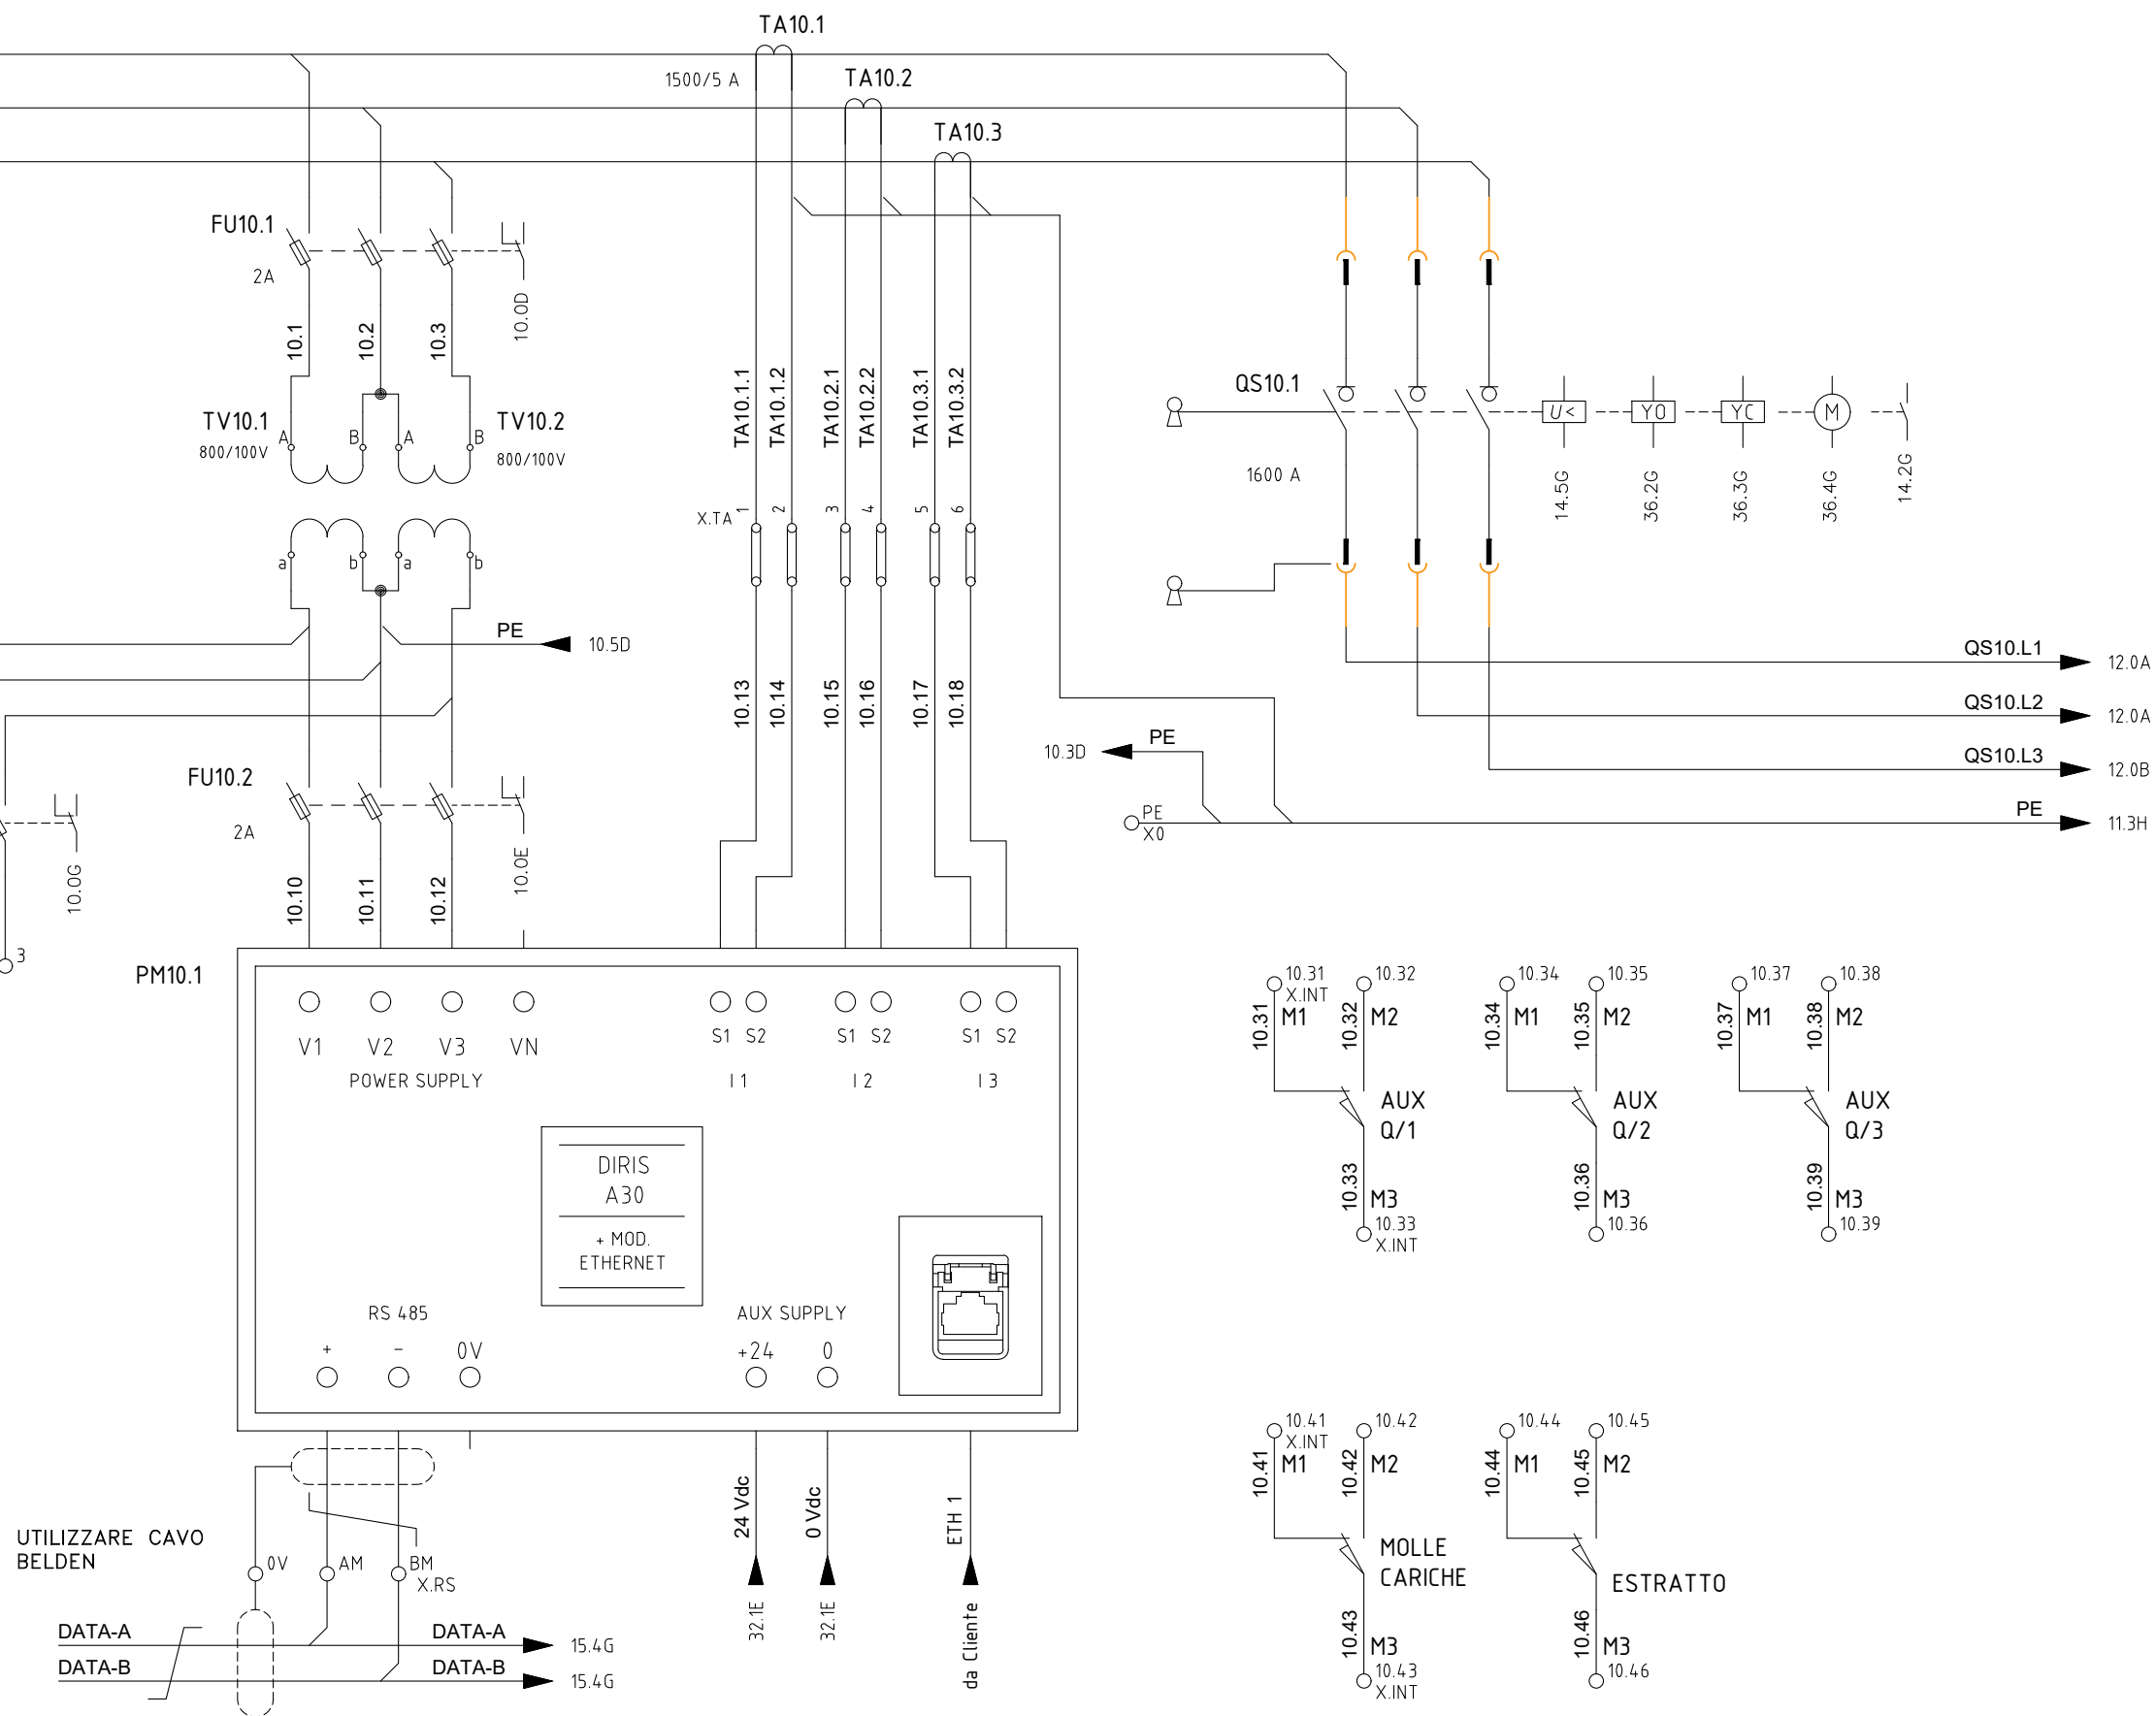 TA10.1
1500/5 A
TA10.2
TA10.3
FU10.1
2A
10.0D
10.1
10.2
10.3
TV10.1
800/100V
A
B
A
B
TV10.2
800/100V
a
b
a
b
PE
10.5D
TA10.1.1
TA10.1.2
TA10.2.1
TA10.2.2
TA10.3.1
TA10.3.2
X.TA
1
2
3
4
5
6
10.13
10.14
10.15
10.16
10.17
10.18
QS10.1
1600 A
U<
YO
YC
M
14.5G
36.2G
36.3G
36.4G
14.2G
QS10.L1
12.0A
QS10.L2
12.0A
QS10.L3
12.0B
10.3D
PE
PE
X0
PE
11.3H
FU10.2
2A
10.0G
3
10.0E
10.10
10.11
10.12
PM10.1
V1
V2
V3
VN
POWER SUPPLY
S1 S2
S1 S2
S1 S2
I1
I2
I3
DIRIS
A30
+ MOD.
ETHERNET
RS 485
+
-
0V
AUX SUPPLY
+24
0
UTILIZZARE CAVO
BELDEN
0V
AM
BM
X.RS
DATA-A
DATA-A
15.4G
DATA-B
DATA-B
15.4G
24 Vdc
0 Vdc
ETH 1
32.1E
32.1E
da Cliente
10.31
X.INT
10.31
M1
10.32
10.32
M2
AUX
Q/1
10.33
M3
10.33
X.INT
10.34
10.34
M1
10.35
10.35
M2
AUX
Q/2
10.36
M3
10.36
10.37
10.37
M1
10.38
10.38
M2
AUX
Q/3
10.39
M3
10.39
10.41
X.INT
10.41
M1
10.42
10.42
M2
MOLLE
CARICHE
10.43
M3
10.43
X.INT
10.44
10.44
M1
10.45
10.45
M2
ESTRATTO
10.46
M3
10.46